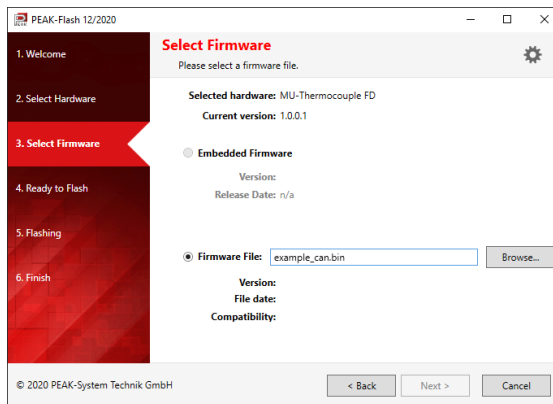 PEAK-Flash 12/2020
1. Welcome
2. Select Hardware
3. Select Firmware
4. Ready to Flash
5. Flashing
6. Finish
Select Firmware
Please select a firmware file.
Selected hardware: MU-Thermocouple FD
Current version: 1.0.0.1
Embedded Firmware
Version:
Release Date: n/a
Firmware File: example_can.bin Browse...
Version:
File date:
Compatibility:
© 2020 PEAK-System Technik GmbH
< Back Next > Cancel